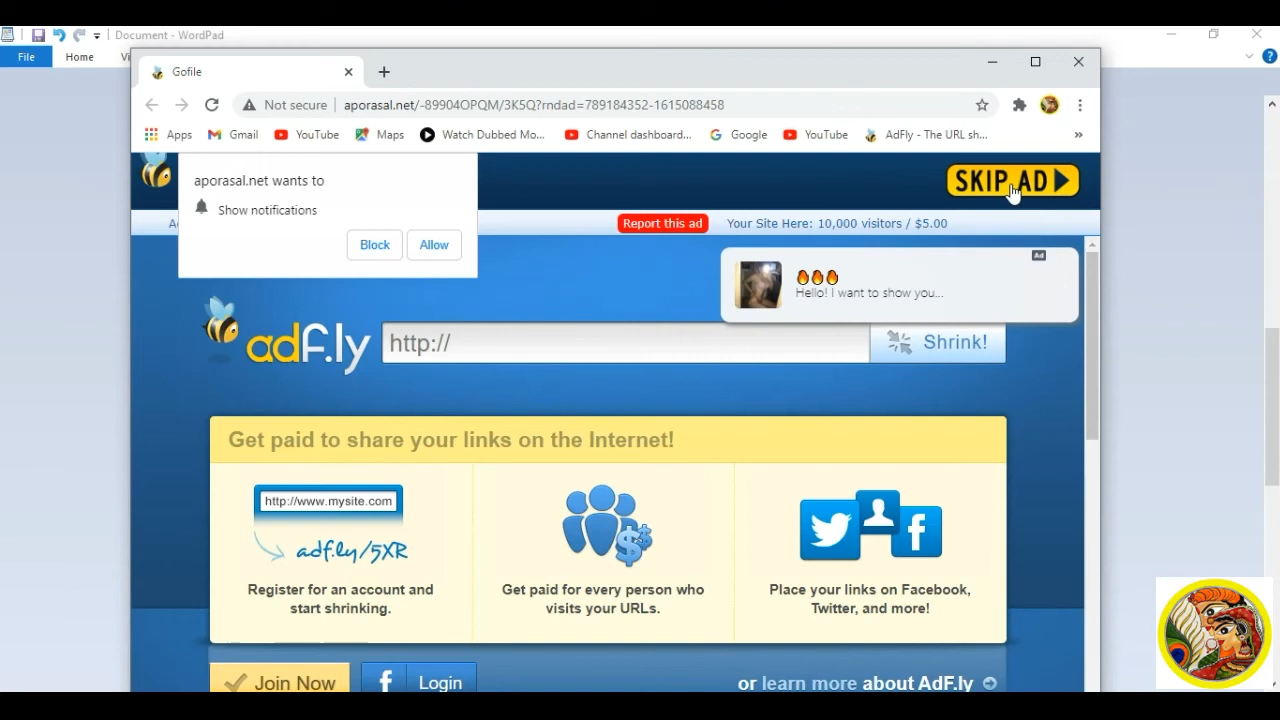 Document - WordPad
File
Home
Vi
Gofile
Not secure
aporasal.net/-89904OPQM/3K5Q?rndad=789184352-1615088458
Apps
Gmail
YouTube
Maps
Watch Dubbed Mo...
Channel dashboard...
Google
YouTube
AdFly - The URL sh...
»
aporasal.net wants to
Show notifications
Block
Allow
SKIP AD
Report this ad
Your Site Here: 10,000 visitors / $5.00
Ad
Hello! I want to show you...
adf.ly
http://
Shrink!
Get paid to share your links on the Internet!
http://www.mysite.com
adf.ly/5XR
Register for an account and
start shrinking.
Get paid for every person who
visits your URLs.
Place your links on Facebook,
Twitter, and more!
Join Now
f
Login
or learn more about AdF.ly